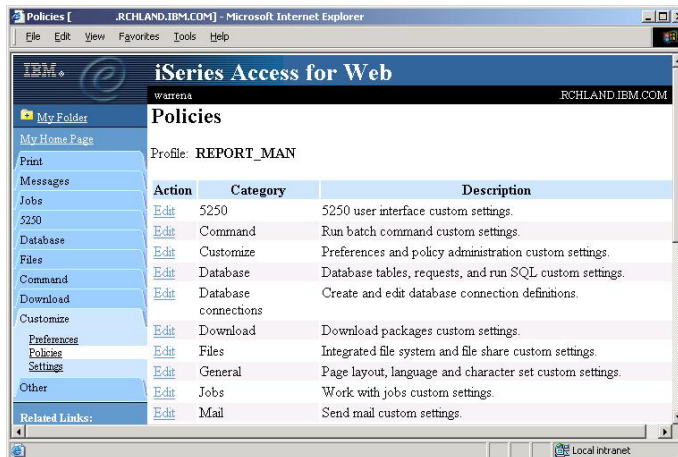 Policies [ .RCHLAND.IBM.COM] - Microsoft Internet Explorer
File Edit View Favorites Tools Help
IBM
iSeries Access for Web
warrena .RCHLAND.IBM.COM
My Folder
My Home Page
Print
Messages
Jobs
5250
Database
Files
Command
Download
Customize
Preferences
Policies
Settings
Other
Related Links:
Policies
Profile: REPORT_MAN
Action Category Description
Edit 5250 5250 user interface custom settings.
Edit Command Run batch command custom settings.
Edit Customize Preferences and policy administration custom settings.
Edit Database Database tables, requests, and run SQL custom settings.
Edit Database connections Create and edit database connection definitions.
Edit Download Download packages custom settings.
Edit Files Integrated file system and file share custom settings.
Edit General Page layout, language and character set custom settings.
Edit Jobs Work with jobs custom settings.
Edit Mail Send mail custom settings.
Local intranet